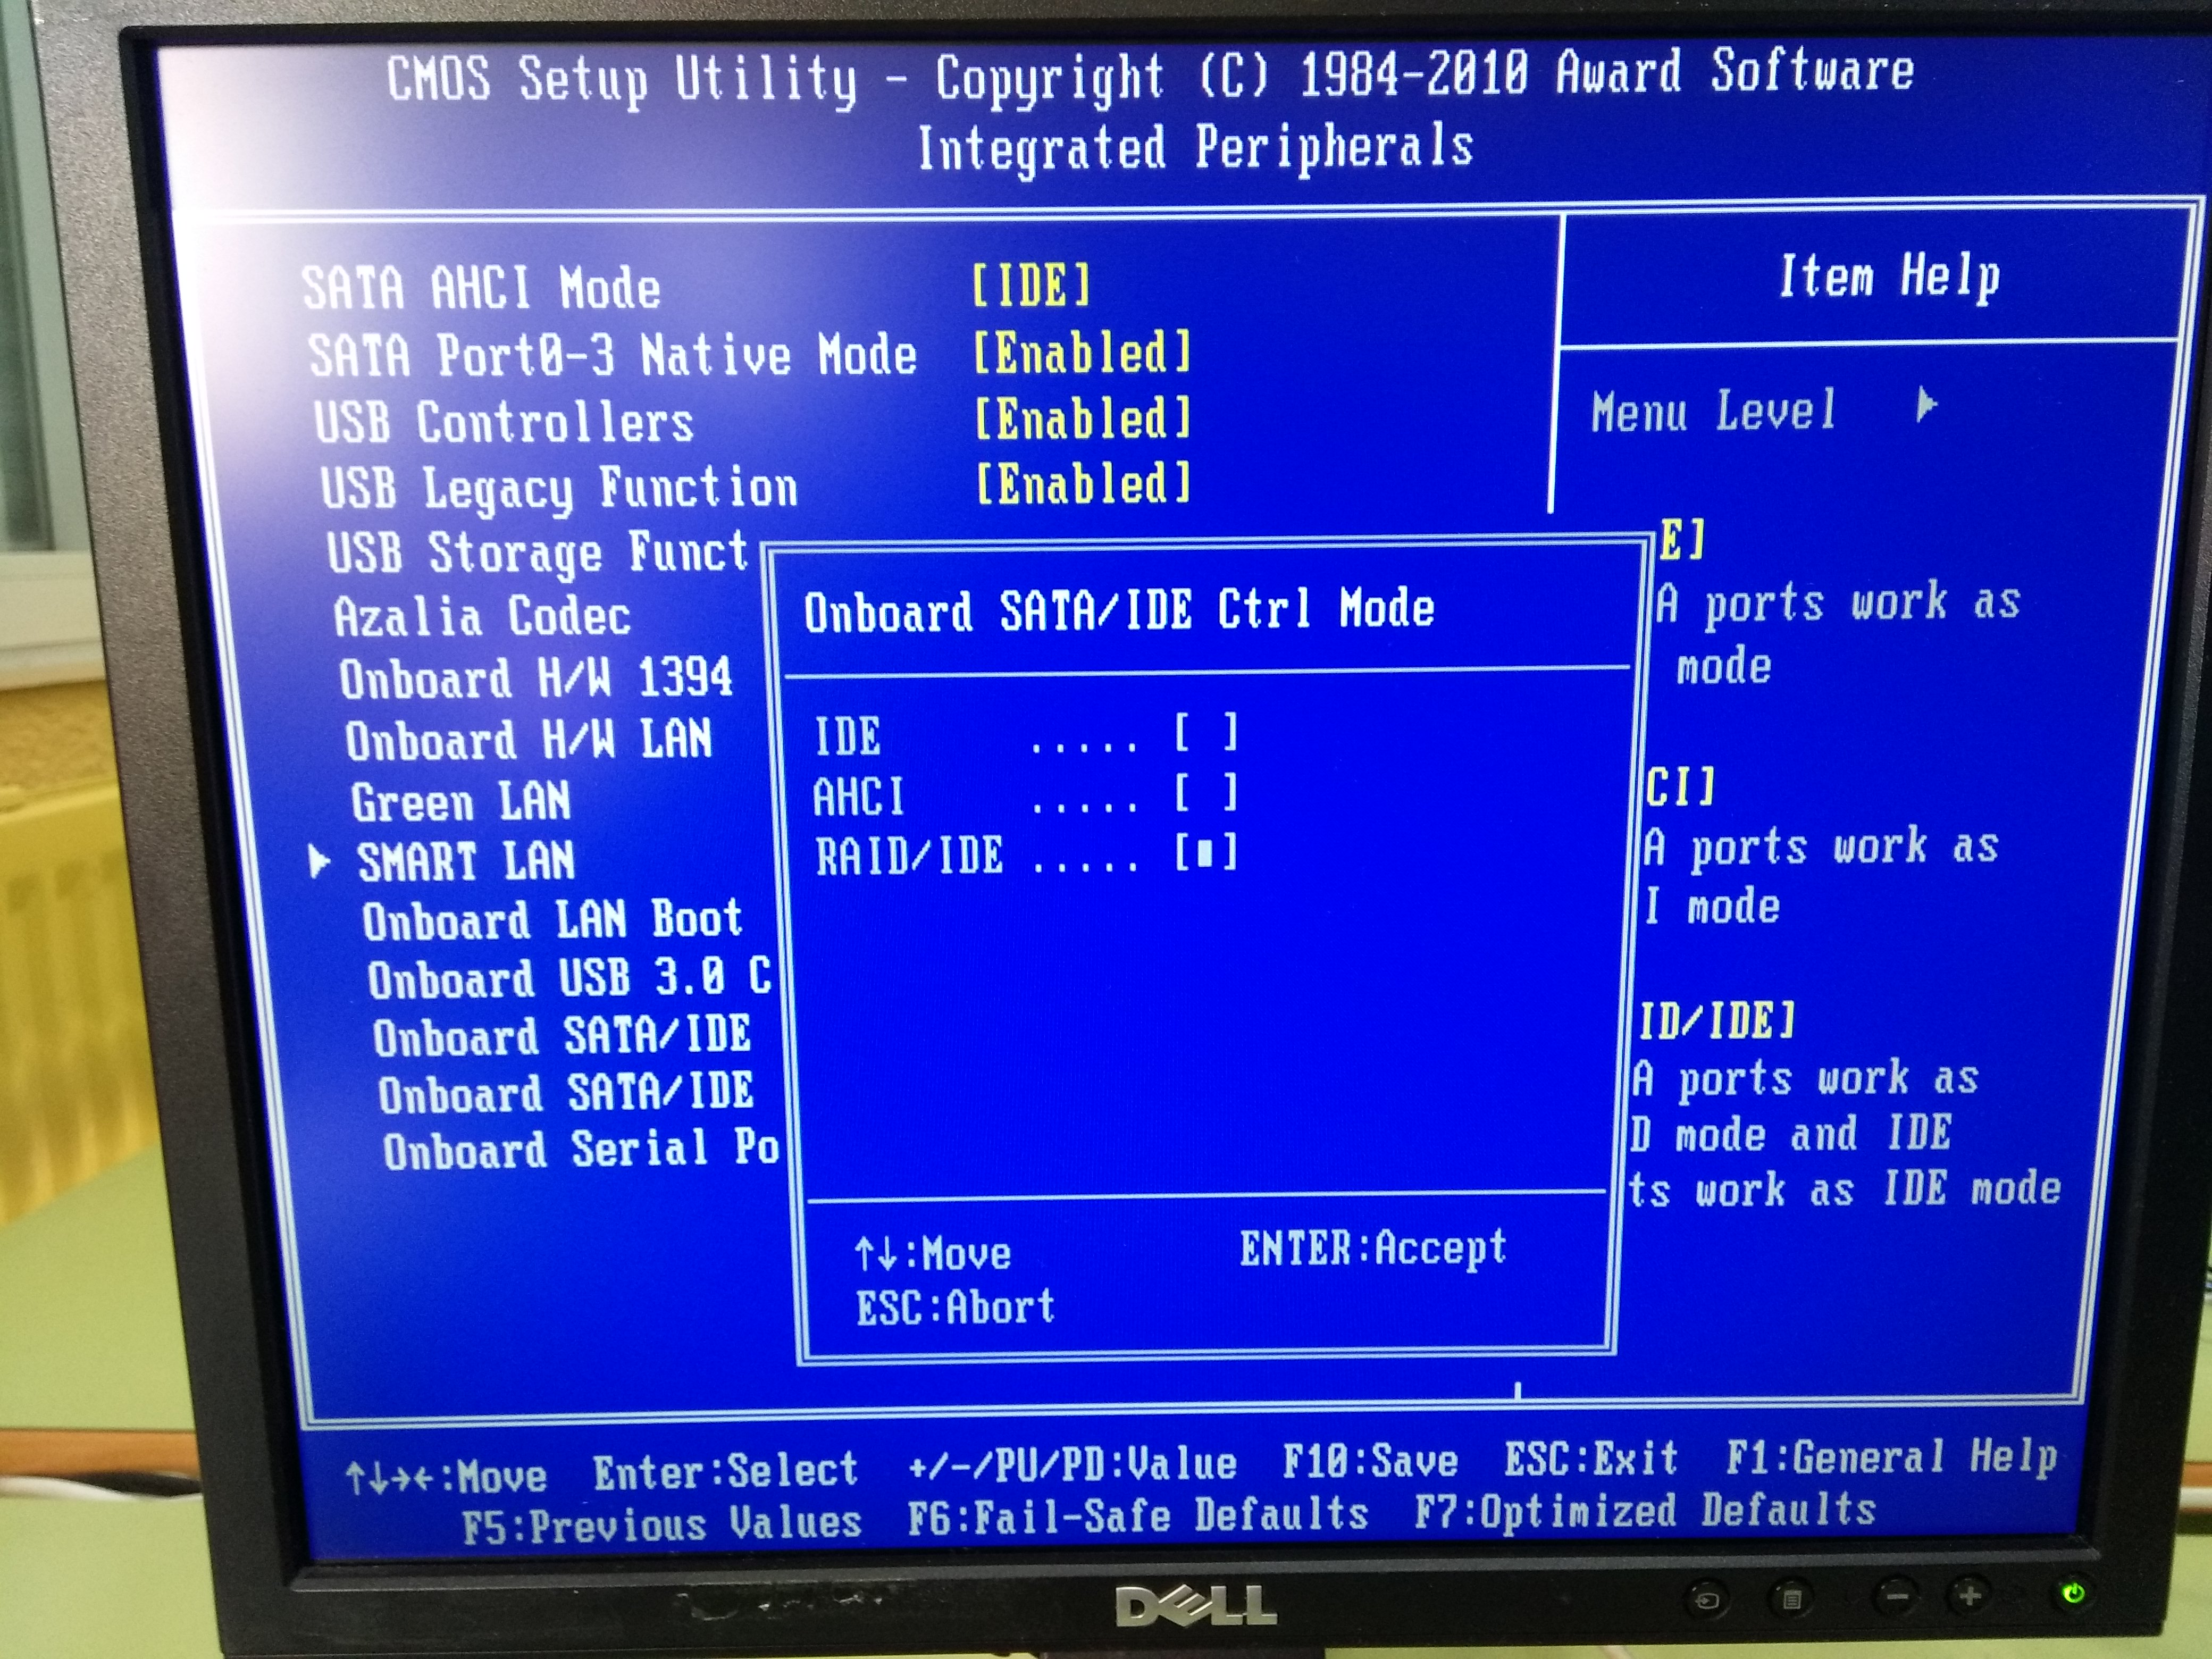 CMOS Setup Utility - Copyright (C) 1984-2010 Award Software
Integrated Peripherals
SATA AHCI Mode [IDE]
SATA Port0-3 Native Mode [Enabled]
USB Controllers [Enabled]
USB Legacy Function [Enabled]
USB Storage Funct
Azalia Codec
Onboard H/W 1394
Onboard H/W LAN
Green LAN
▶ SMART LAN
Onboard LAN Boot
Onboard USB 3.0 C
Onboard SATA/IDE
Onboard SATA/IDE
Onboard Serial Po
Onboard SATA/IDE Ctrl Mode
IDE ..... [ ]
AHCI ..... [ ]
RAID/IDE ..... [■]
↑↓:Move ENTER:Accept
ESC:Abort
Item Help
Menu Level ▶
E]
A ports work as
mode
CI]
A ports work as
I mode
ID/IDE]
A ports work as
D mode and IDE
ts work as IDE mode
↑↓→←:Move Enter:Select +/-/PU/PD:Value F10:Save ESC:Exit F1:General Help
F5:Previous Values F6:Fail-Safe Defaults F7:Optimized Defaults
DELL